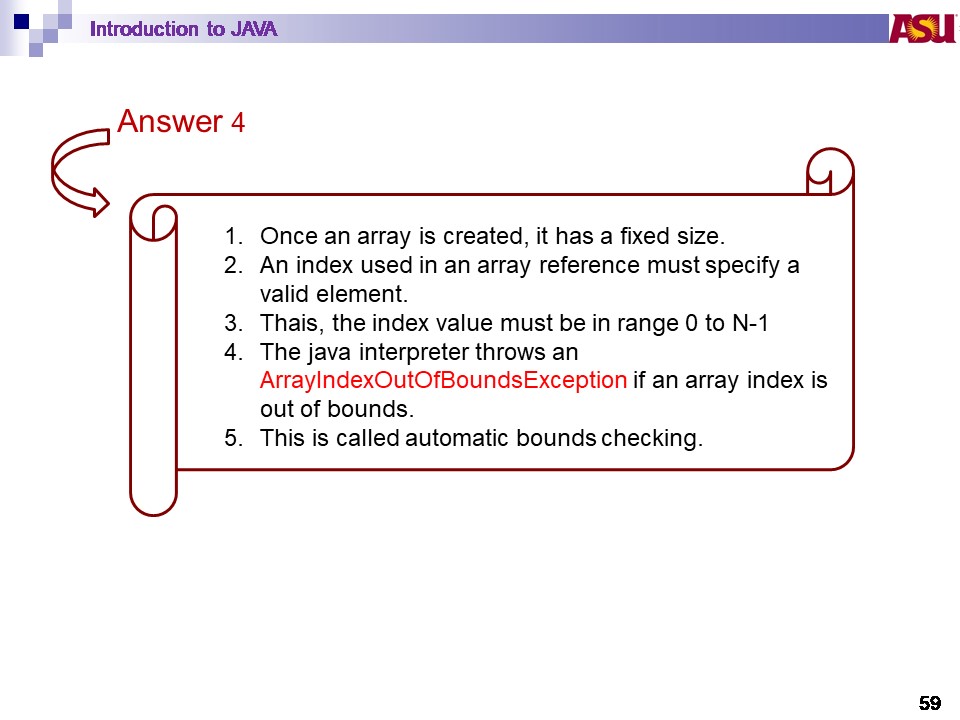 Introduction to JAVA
ASU
Answer 4
1. Once an array is created, it has a fixed size.
2. An index used in an array reference must specify a
valid element.
3. Thais, the index value must be in range 0 to N-1
4. The java interpreter throws an
ArrayIndexOutOfBoundsException if an array index is
out of bounds.
5. This is called automatic bounds checking.
59